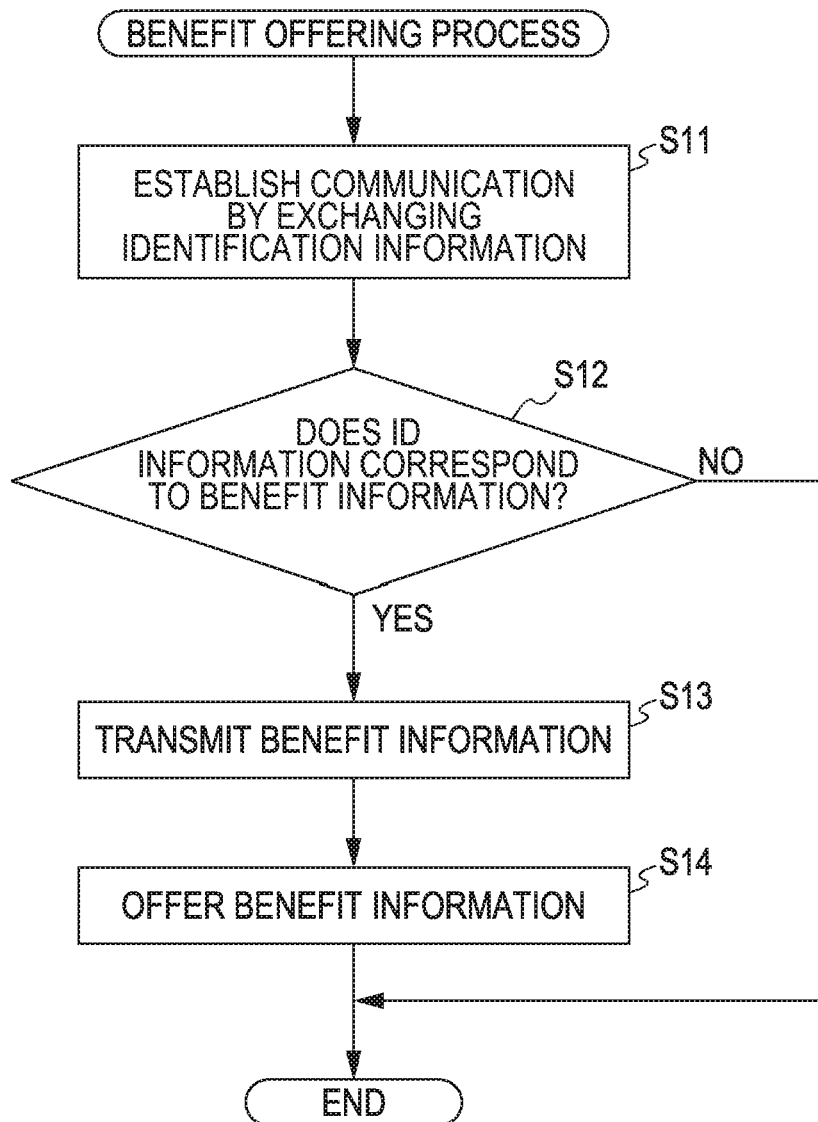 BENEFIT OFFERING PROCESS
S11
ESTABLISH COMMUNICATION
BY EXCHANGING
IDENTIFICATION INFORMATION
S12
DOES ID
INFORMATION CORRESPOND
TO BENEFIT INFORMATION?
NO
YES
S13
TRANSMIT BENEFIT INFORMATION
S14
OFFER BENEFIT INFORMATION
END